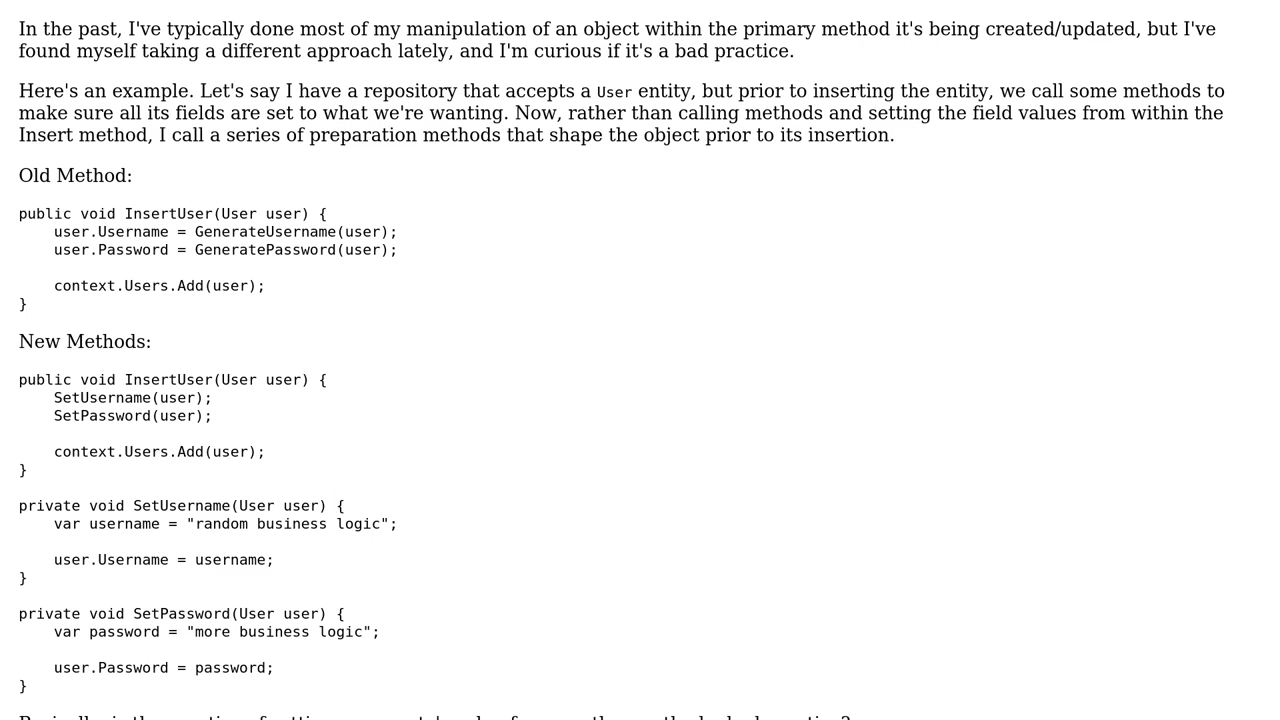 In the past, I've typically done most of my manipulation of an object within the primary method it's being created/updated, but I've
found myself taking a different approach lately, and I'm curious if it's a bad practice.
Here's an example. Let's say I have a repository that accepts a User entity, but prior to inserting the entity, we call some methods to
make sure all its fields are set to what we're wanting. Now, rather than calling methods and setting the field values from within the
Insert method, I call a series of preparation methods that shape the object prior to its insertion.
Old Method:
public void InsertUser(User user) {
    user.Username = GenerateUsername(user);
    user.Password = GeneratePassword(user);
    context.Users.Add(user);
}
New Methods:
public void InsertUser(User user) {
    SetUsername(user);
    SetPassword(user);
    context.Users.Add(user);
}
private void SetUsername(User user) {
    var username = "random business logic";
    user.Username = username;
}
private void SetPassword(User user) {
    var password = "more business logic";
    user.Password = password;
}